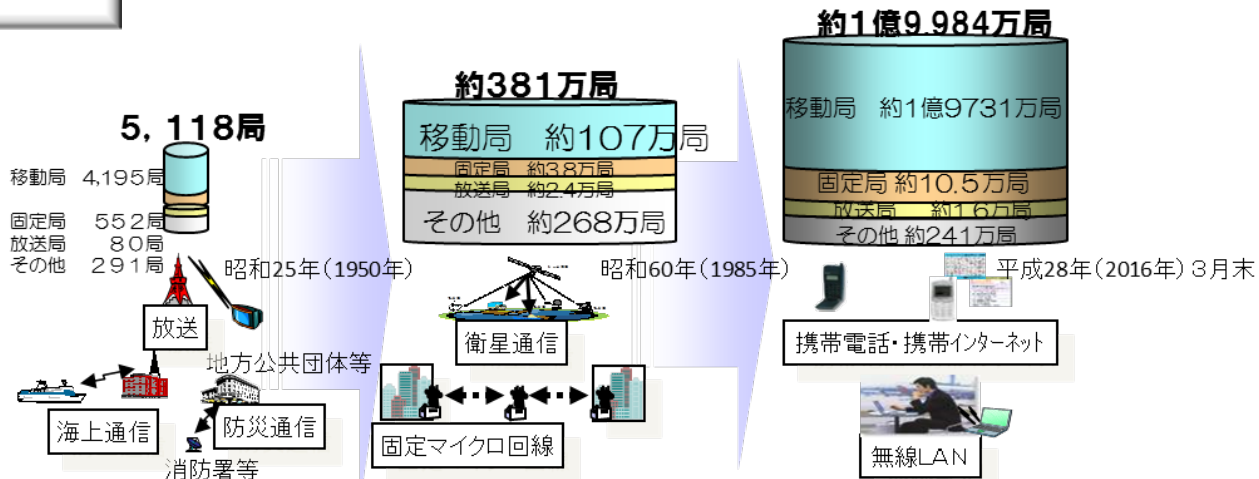 5，118局
移動局 4,195局
固定局 552局
放送局 80局
その他 291局
昭和25年(1950年)
放送
地方公共団体等
海上通信
防災通信
消防署等
約381万局
移動局 約107万局
固定局 約3.8万局
放送局 約2.4万局
その他 約268万局
昭和60年(1985年)
衛星通信
固定マイクロ回線
約1億9,984万局
移動局 約1億9731万局
固定局 約10.5万局
放送局 約1.6万局
その他 約241万局
平成28年(2016年)3月末
携帯電話・携帯インターネット
無線LAN